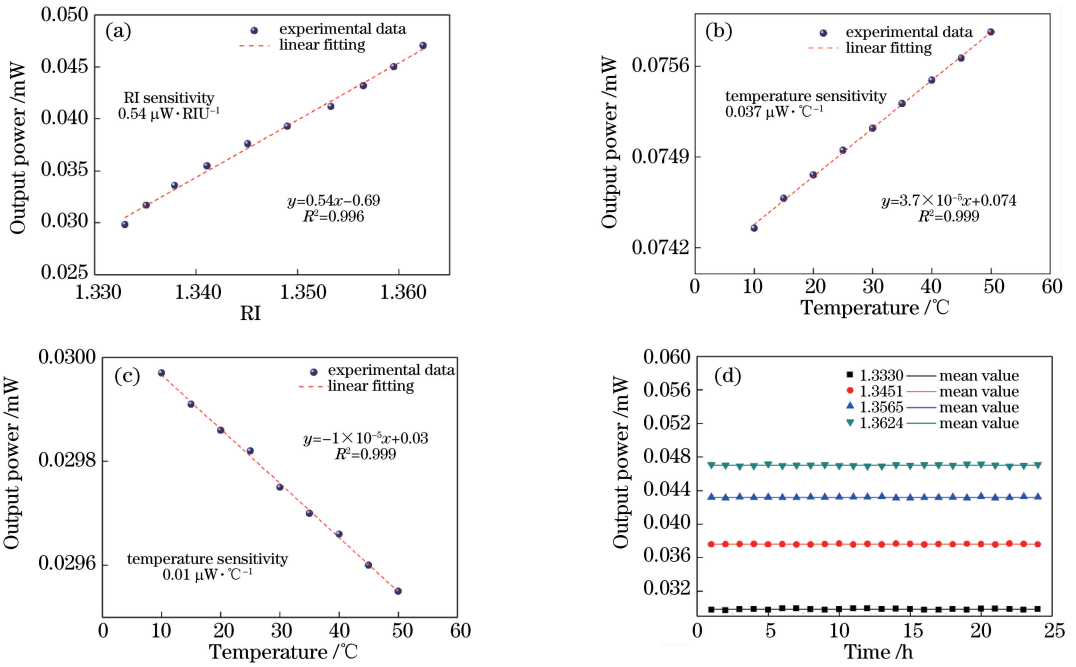 (a)
experimental data
linear fitting
RI sensitivity
0.54 μW·RIU⁻¹
y=0.54x−0.69
R²=0.996
0.050
0.045
0.040
0.035
0.030
0.025
Output power /mW
1.330 1.340 1.350 1.360
RI
(b)
experimental data
linear fitting
temperature sensitivity
0.037 μW·℃⁻¹
y=3.7×10⁻⁵x+0.074
R²=0.999
0.0756
0.0749
0.0742
Output power /mW
0 10 20 30 40 50 60
Temperature /℃
(c)
experimental data
linear fitting
y=−1×10⁻⁵x+0.03
R²=0.999
temperature sensitivity
0.01 μW·℃⁻¹
0.0300
0.0298
0.0296
Output power /mW
0 10 20 30 40 50 60
Temperature /℃
(d)
1.3330 mean value
1.3451 mean value
1.3565 mean value
1.3624 mean value
0.060
0.056
0.052
0.048
0.044
0.040
0.036
0.032
Output power /mW
0 5 10 15 20 25
Time /h